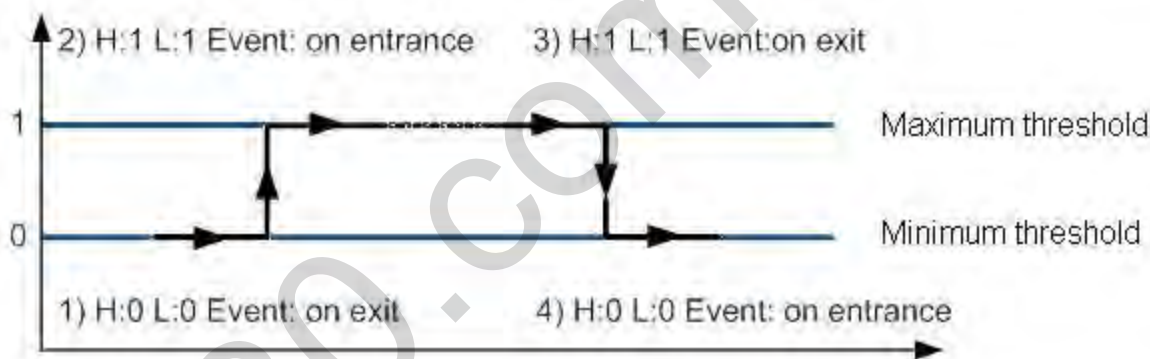 2) H:1 L:1 Event: on entrance
3) H:1 L:1 Event:on exit
1
Maximum threshold
0
Minimum threshold
1) H:0 L:0 Event: on exit
4) H:0 L:0 Event: on entrance